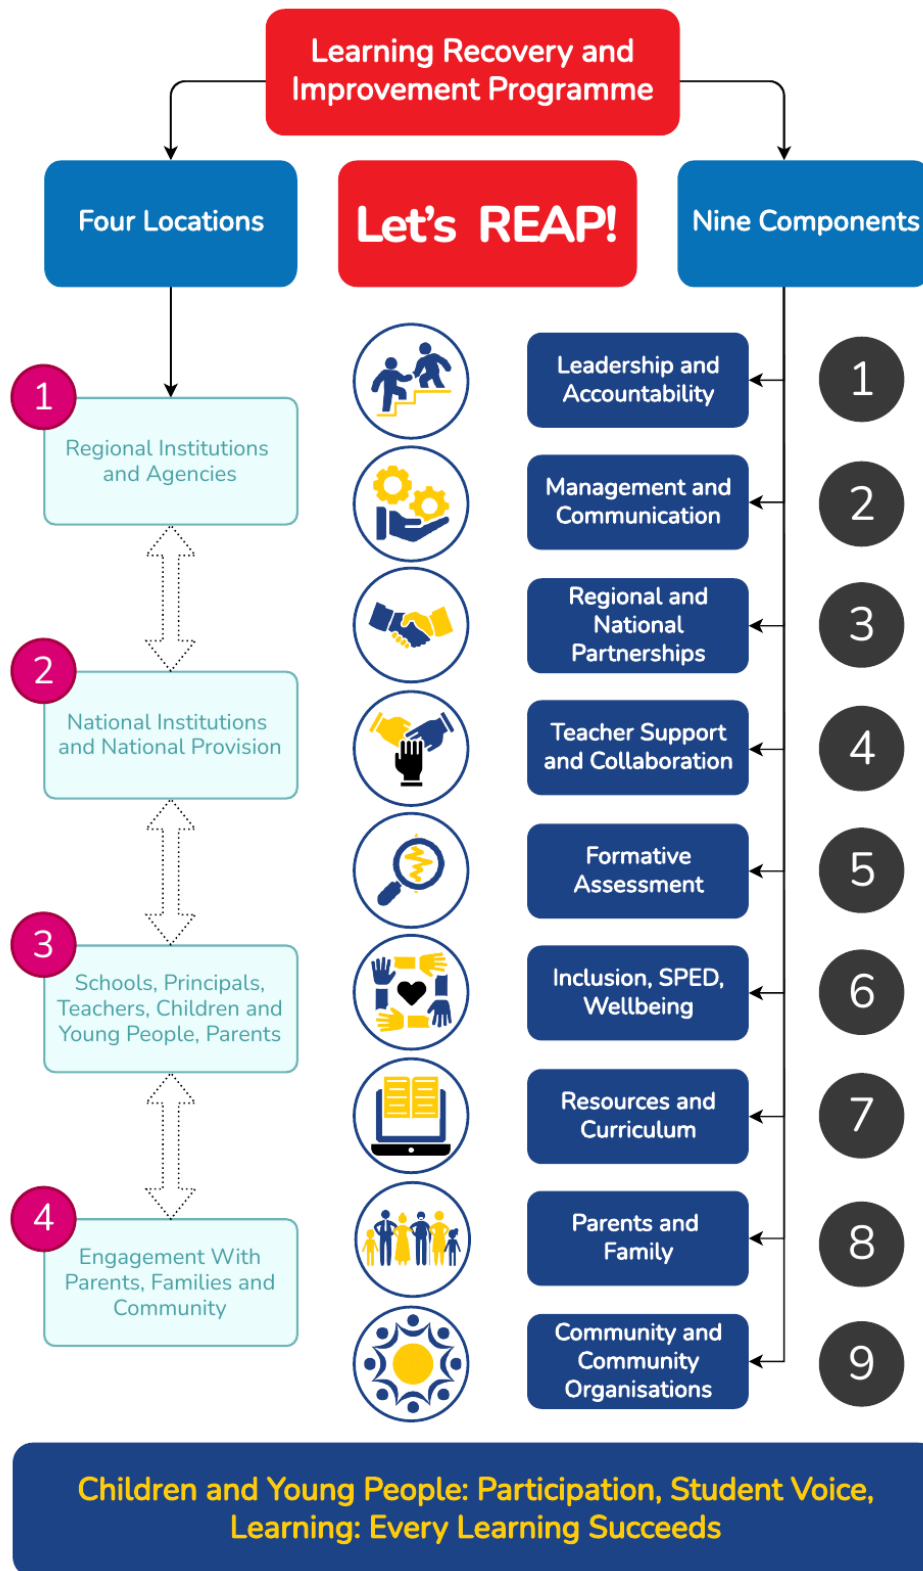 Learning Recovery and
Improvement Programme
Four Locations
Let's REAP!
Nine Components
1
Regional Institutions
and Agencies
2
National Institutions
and National Provision
3
Schools, Principals,
Teachers, Children and
Young People, Parents
4
Engagement With
Parents, Families and
Community
Leadership and
Accountability
1
Management and
Communication
2
Regional and
National
Partnerships
3
Teacher Support
and Collaboration
4
Formative
Assessment
5
Inclusion, SPED,
Wellbeing
6
Resources and
Curriculum
7
Parents and
Family
8
Community and
Community
Organisations
9
Children and Young People: Participation, Student Voice,
Learning: Every Learning Succeeds